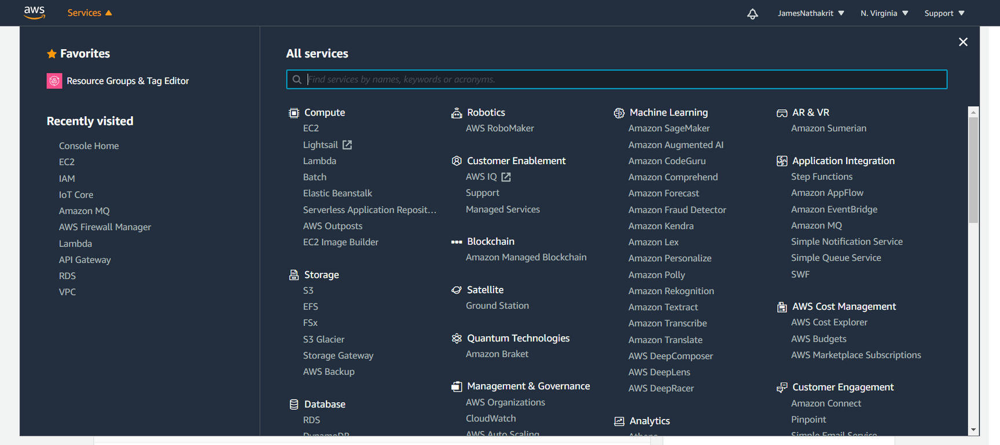 aws
Services
JamesNathakrit
N. Virginia
Support
Favorites
Resource Groups & Tag Editor
Recently visited
Console Home
EC2
IAM
IoT Core
Amazon MQ
AWS Firewall Manager
Lambda
API Gateway
RDS
VPC
All services
Find services by names, keywords or acronyms.
Compute
EC2
Lightsail
Lambda
Batch
Elastic Beanstalk
Serverless Application Reposit...
AWS Outposts
EC2 Image Builder
Storage
S3
EFS
FSx
S3 Glacier
Storage Gateway
AWS Backup
Database
RDS
DynamoDB
Robotics
AWS RoboMaker
Customer Enablement
AWS IQ
Support
Managed Services
Blockchain
Amazon Managed Blockchain
Satellite
Ground Station
Quantum Technologies
Amazon Braket
Management & Governance
AWS Organizations
CloudWatch
AWS Auto Scaling
Machine Learning
Amazon SageMaker
Amazon Augmented AI
Amazon CodeGuru
Amazon Comprehend
Amazon Forecast
Amazon Fraud Detector
Amazon Kendra
Amazon Lex
Amazon Personalize
Amazon Polly
Amazon Rekognition
Amazon Textract
Amazon Transcribe
Amazon Translate
AWS DeepComposer
AWS DeepLens
AWS DeepRacer
Analytics
Athena
AR & VR
Amazon Sumerian
Application Integration
Step Functions
Amazon AppFlow
Amazon EventBridge
Amazon MQ
Simple Notification Service
Simple Queue Service
SWF
AWS Cost Management
AWS Cost Explorer
AWS Budgets
AWS Marketplace Subscriptions
Customer Engagement
Amazon Connect
Pinpoint
Simple Email Service